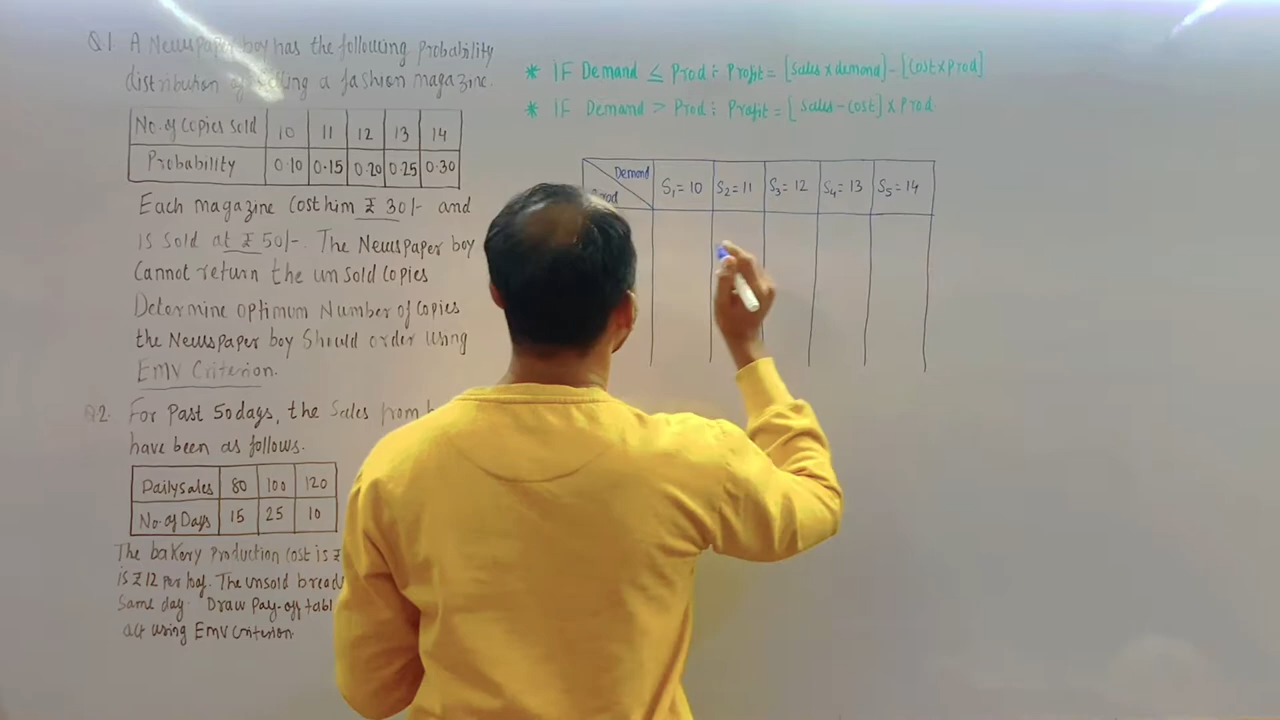 Q1. A Newspaper boy has the following Probability
distribution of selling a fashion magazine.
No. of Copies sold 10 11 12 13 14
Probability 0.10 0.15 0.20 0.25 0.30
Each magazine Cost him ₹ 30/- and
is Sold at ₹ 50/-. The Newspaper boy
Cannot return the unsold Copies
Determine optimum Number of Copies
the Newspaper boy Should order using
EMV Criterion.
Q2. For Past 50 days, the Sales from
have been as follows.
Daily sales 80 100 120
No. of Days 15 25 10
The bakery Production Cost is ₹
is ₹ 12 Per loaf. The unsold bread
Same day. Draw Pay-off
act using EMV Criterion
* IF Demand ≤ Prod : Profit = [Sales x demand] - [Cost x Prod]
* IF Demand > Prod : Profit = [Sales - Cost] x Prod.
Demand S₁ = 10 S₂ = 11 S₃ = 12 S₄ = 13 S₅ = 14